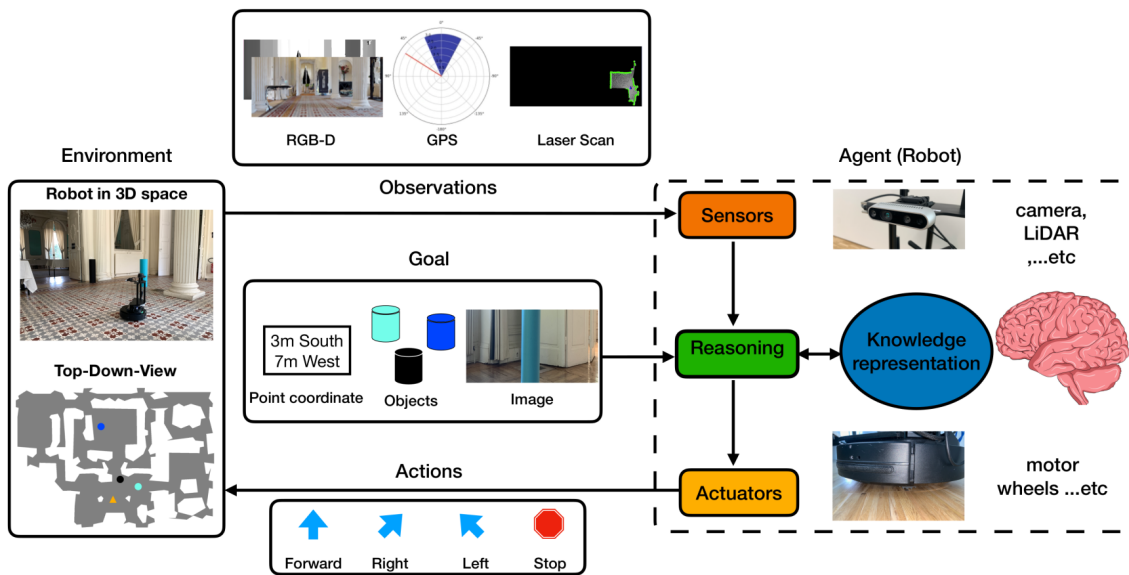 RGB-D
GPS
Laser Scan
Environment
Agent (Robot)
Robot in 3D space
Observations
Sensors
camera,
LiDAR
,...etc
Goal
3m South
7m West
Point coordinate
Objects
Image
Reasoning
Knowledge
representation
Top-Down-View
Actions
Actuators
motor
wheels ...etc
Forward
Right
Left
Stop